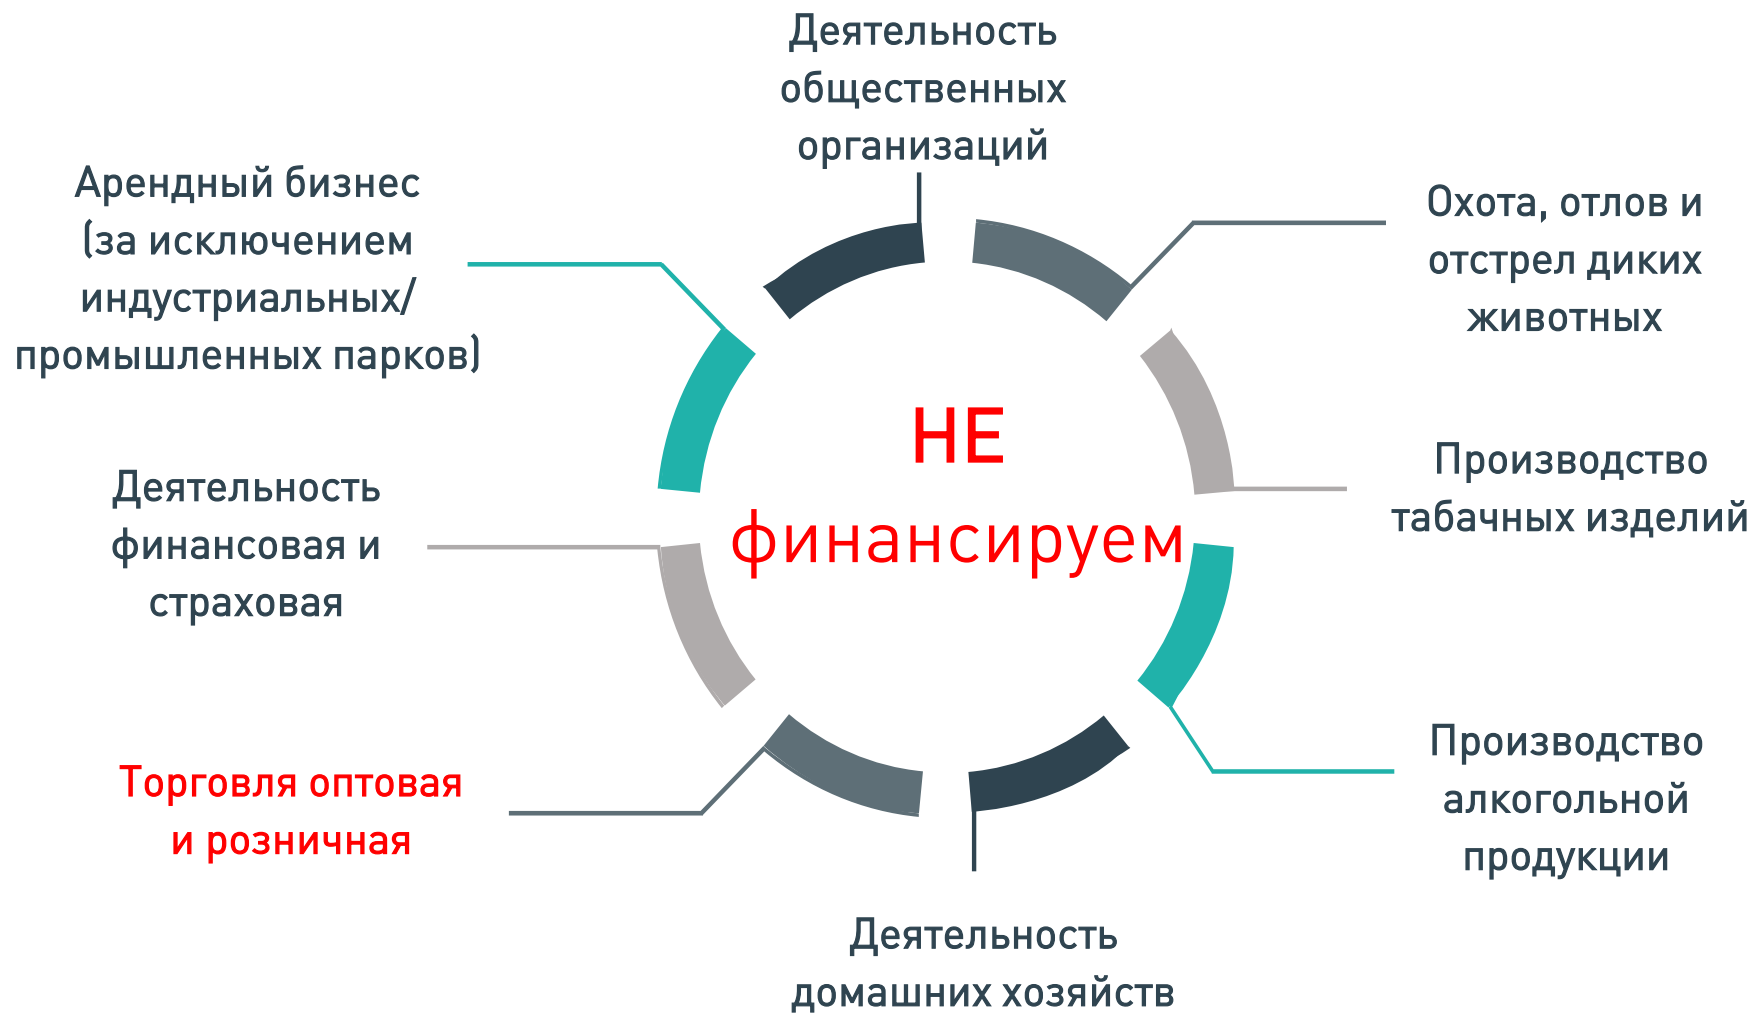 Деятельность
общественных
организаций
Арендный бизнес
(за исключением
индустриальных/
промышленных парков)
Охота, отлов и
отстрел диких
животных
НЕ
финансируем
Деятельность
финансовая и
страховая
Производство
табачных изделий
Торговля оптовая
и розничная
Производство
алкогольной
продукции
Деятельность
домашних хозяйств